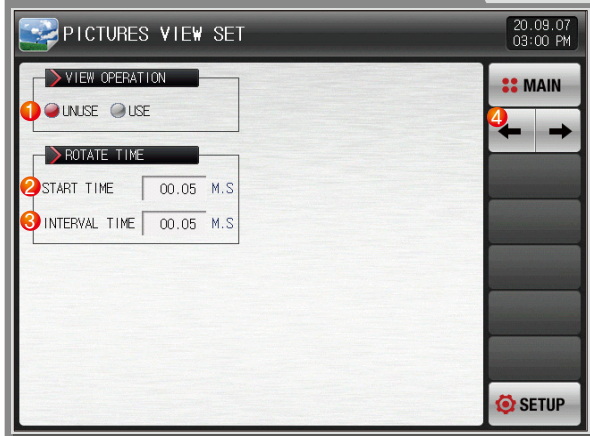 PICTURES VIEW SET
20.09.07
03:00 PM
VIEW OPERATION
1 UNUSE USE
ROTATE TIME
2 START TIME 00.05 M.S
3 INTERVAL TIME 00.05 M.S
MAIN
4
SETUP